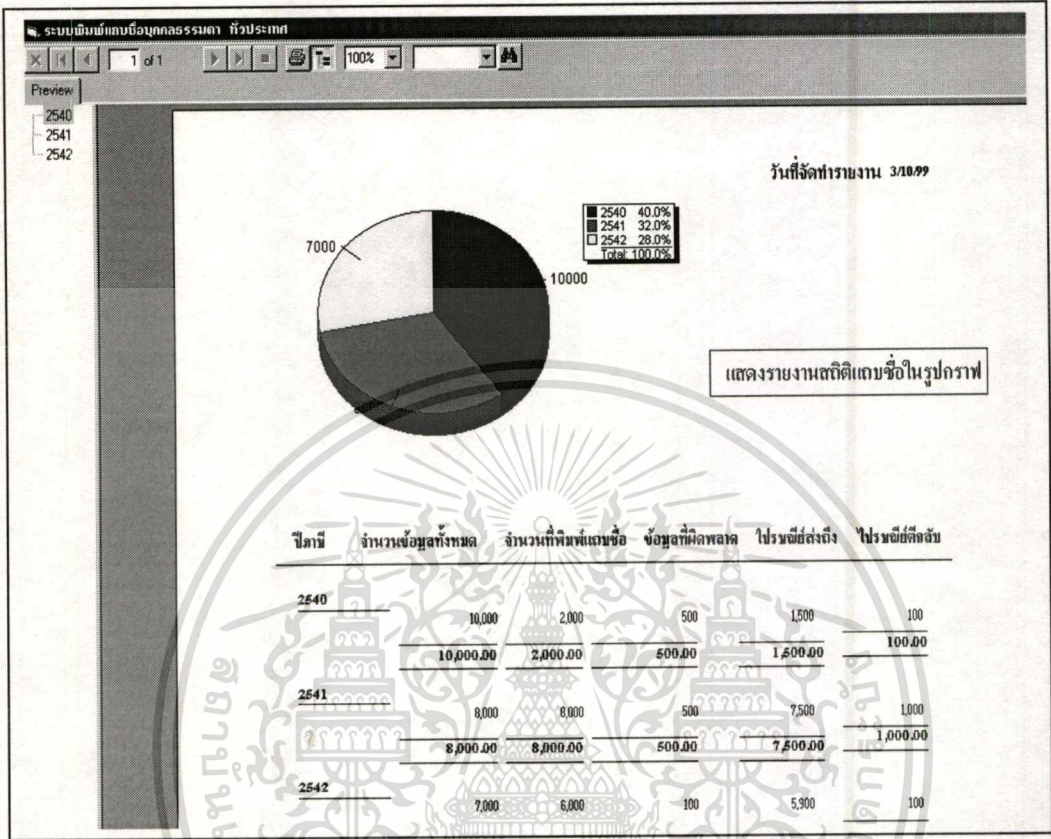 ระบบพิมพ์แถบชื่อบุคคลธรรมดา ทั่วประเทศ
1 of 1 100%
Preview
2540
2541
2542
วันที่จัดทำรายงาน 3/10/99
2540 40.0%
2541 32.0%
2542 28.0%
Total: 100.0%
7000
10000
แสดงรายงานสถิติแถบชื่อในรูปกราฟ
ปีภาษี จำนวนข้อมูลทั้งหมด จำนวนที่พิมพ์แถบชื่อ ข้อมูลที่ผิดพลาด ไปรษณีย์ส่งถึง ไปรษณีย์ตีกลับ
2540
10,000 2,000 500 1,500 100
10,000.00 2,000.00 500.00 1,500.00 100.00
2541
8,000 8,000 500 7,500 1,000
8,000.00 8,000.00 500.00 7,500.00 1,000.00
2542
7,000 6,000 100 5,900 100